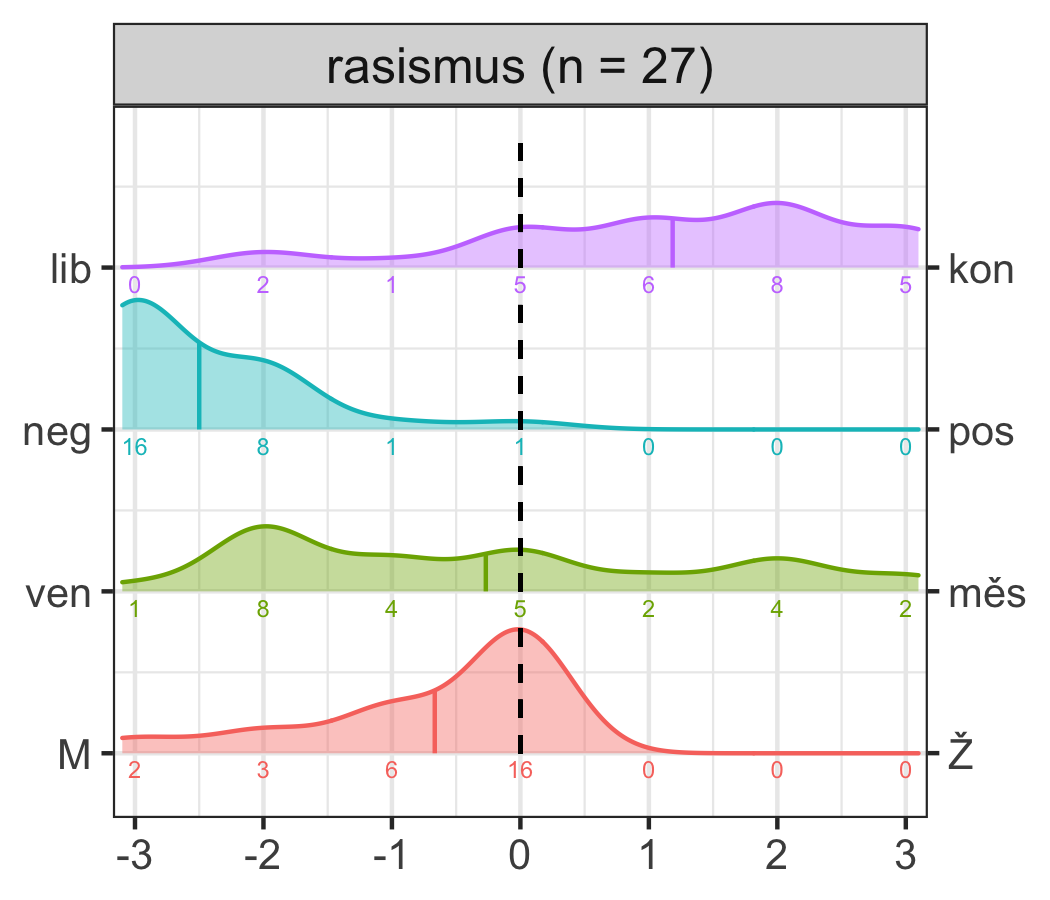 rasismus (n = 27)
lib kon
0 2 1 5 6 8 5
neg pos
16 8 1 1 0 0 0
ven měs
1 8 4 5 2 4 2
M Ž
2 3 6 16 0 0 0
-3 -2 -1 0 1 2 3